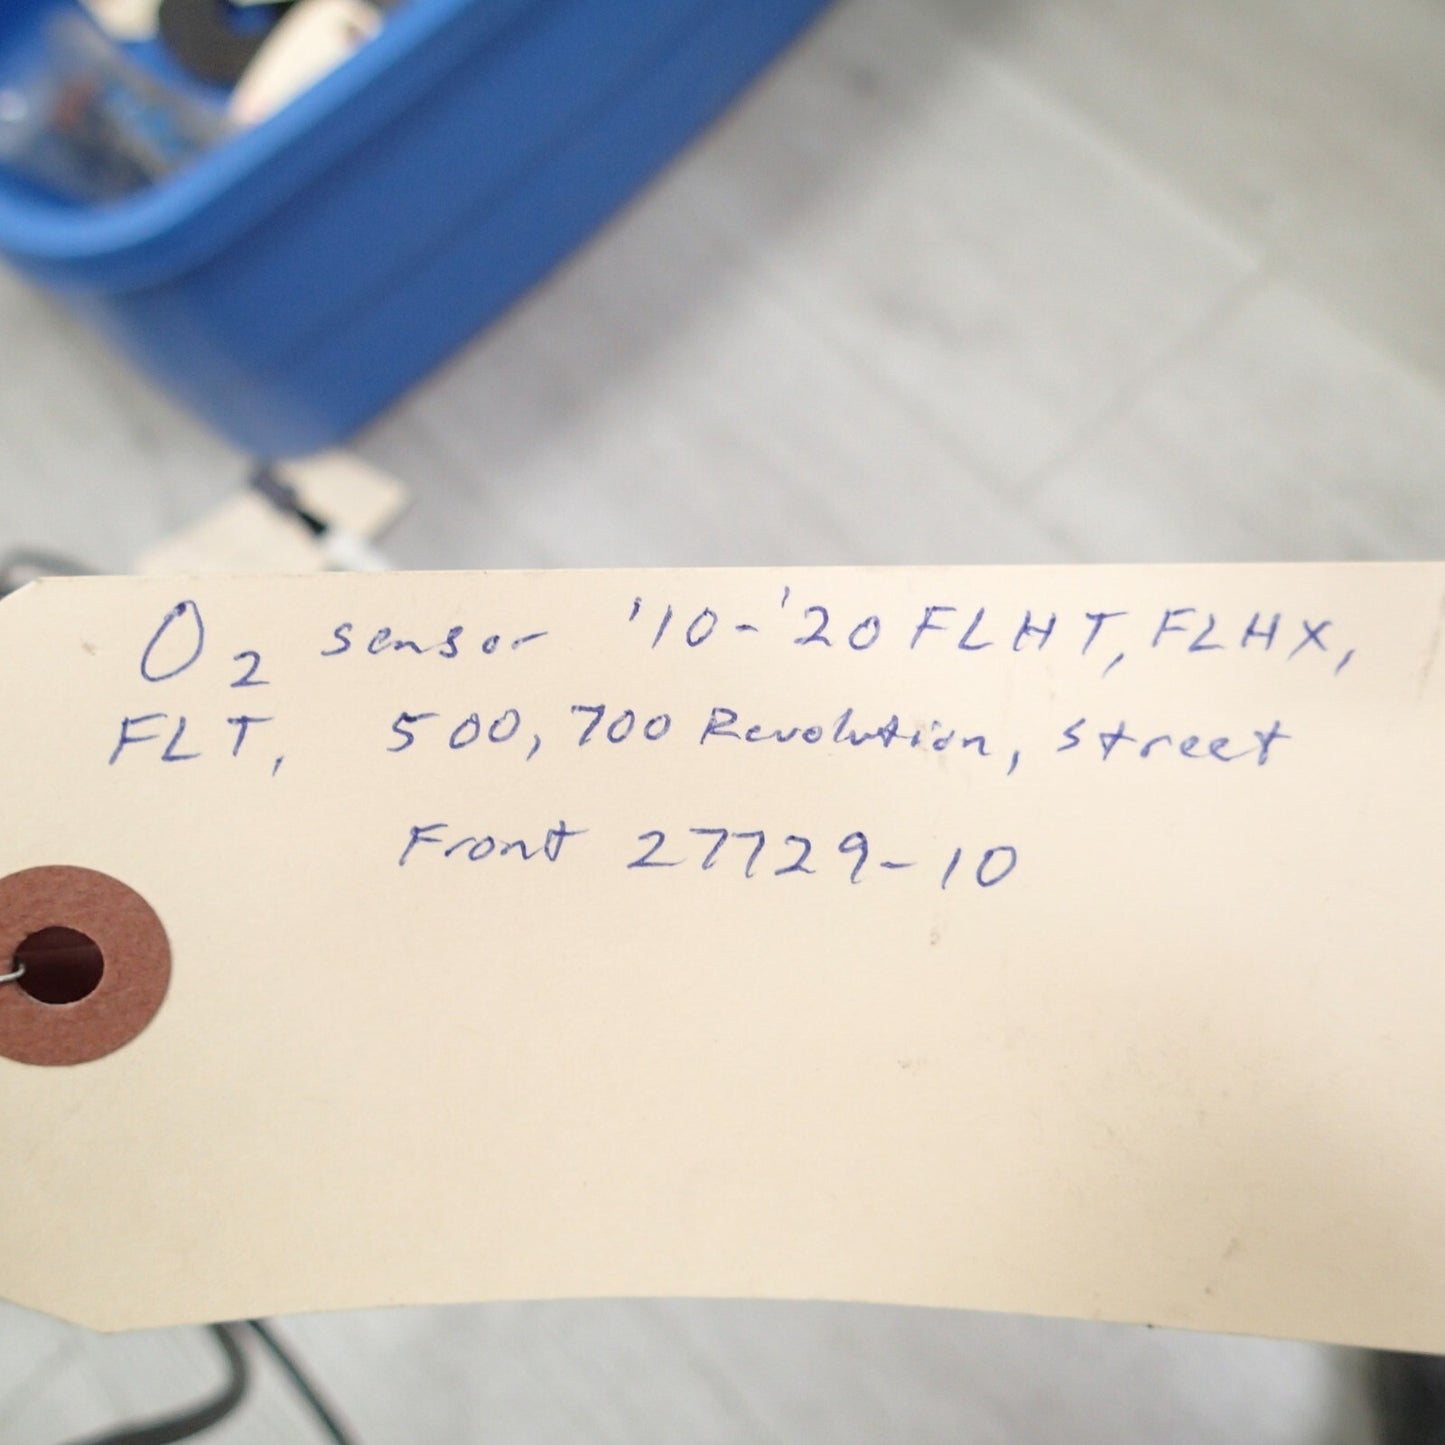 O2 sensor '10-'20 FLHT, FLHX,
FLT, 500, 700 Revolution, Street
Front 27729-10